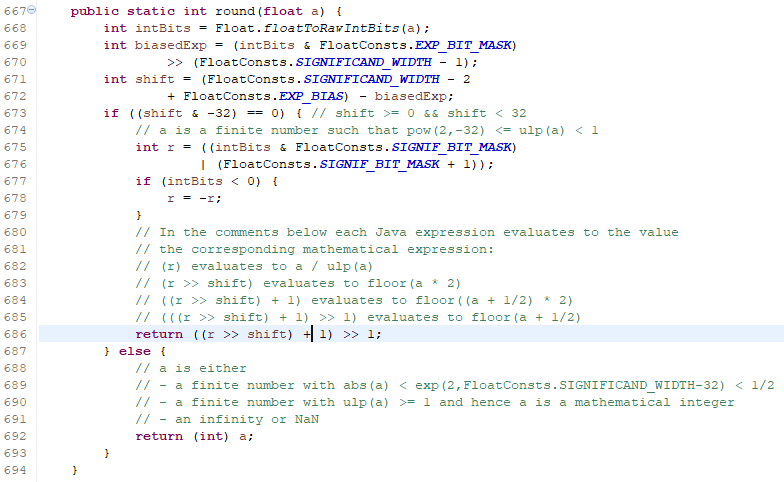 667 public static int round(float a) {
668 int intBits = Float.floatToRawIntBits(a);
669 int biasedExp = (intBits & FloatConsts.EXP_BIT_MASK)
670 >> (FloatConsts.SIGNIFICAND_WIDTH - 1);
671 int shift = (FloatConsts.SIGNIFICAND_WIDTH - 2
672 + FloatConsts.EXP_BIAS) - biasedExp;
673 if ((shift & -32) == 0) { // shift >= 0 && shift < 32
674 // a is a finite number such that pow(2,-32) <= ulp(a) < 1
675 int r = ((intBits & FloatConsts.SIGNIF_BIT_MASK)
676 | (FloatConsts.SIGNIF_BIT_MASK + 1));
677 if (intBits < 0) {
678 r = -r;
679 }
680 // In the comments below each Java expression evaluates to the value
681 // the corresponding mathematical expression:
682 // (r) evaluates to a / ulp(a)
683 // (r >> shift) evaluates to floor(a * 2)
684 // ((r >> shift) + 1) evaluates to floor((a + 1/2) * 2)
685 // (((r >> shift) + 1) >> 1) evaluates to floor(a + 1/2)
686 return ((r >> shift) + 1) >> 1;
687 } else {
688 // a is either
689 // - a finite number with abs(a) < exp(2,FloatConsts.SIGNIFICAND_WIDTH-32) < 1/2
690 // - a finite number with ulp(a) >= 1 and hence a is a mathematical integer
691 // - an infinity or NaN
692 return (int) a;
693 }
694 }